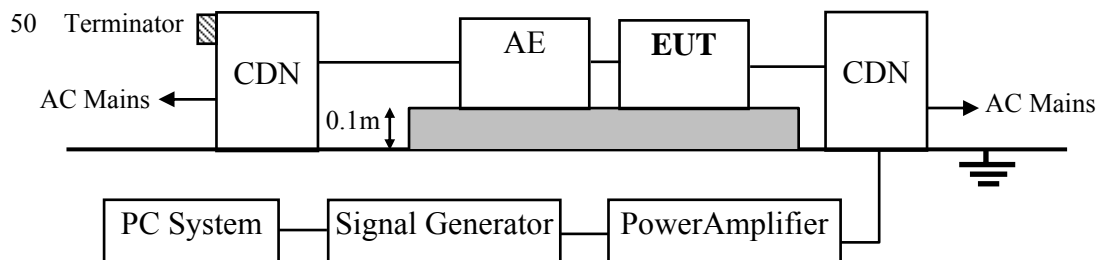 50 Terminator
AE
EUT
CDN
CDN
AC Mains
AC Mains
0.1m
PC System
Signal Generator
PowerAmplifier